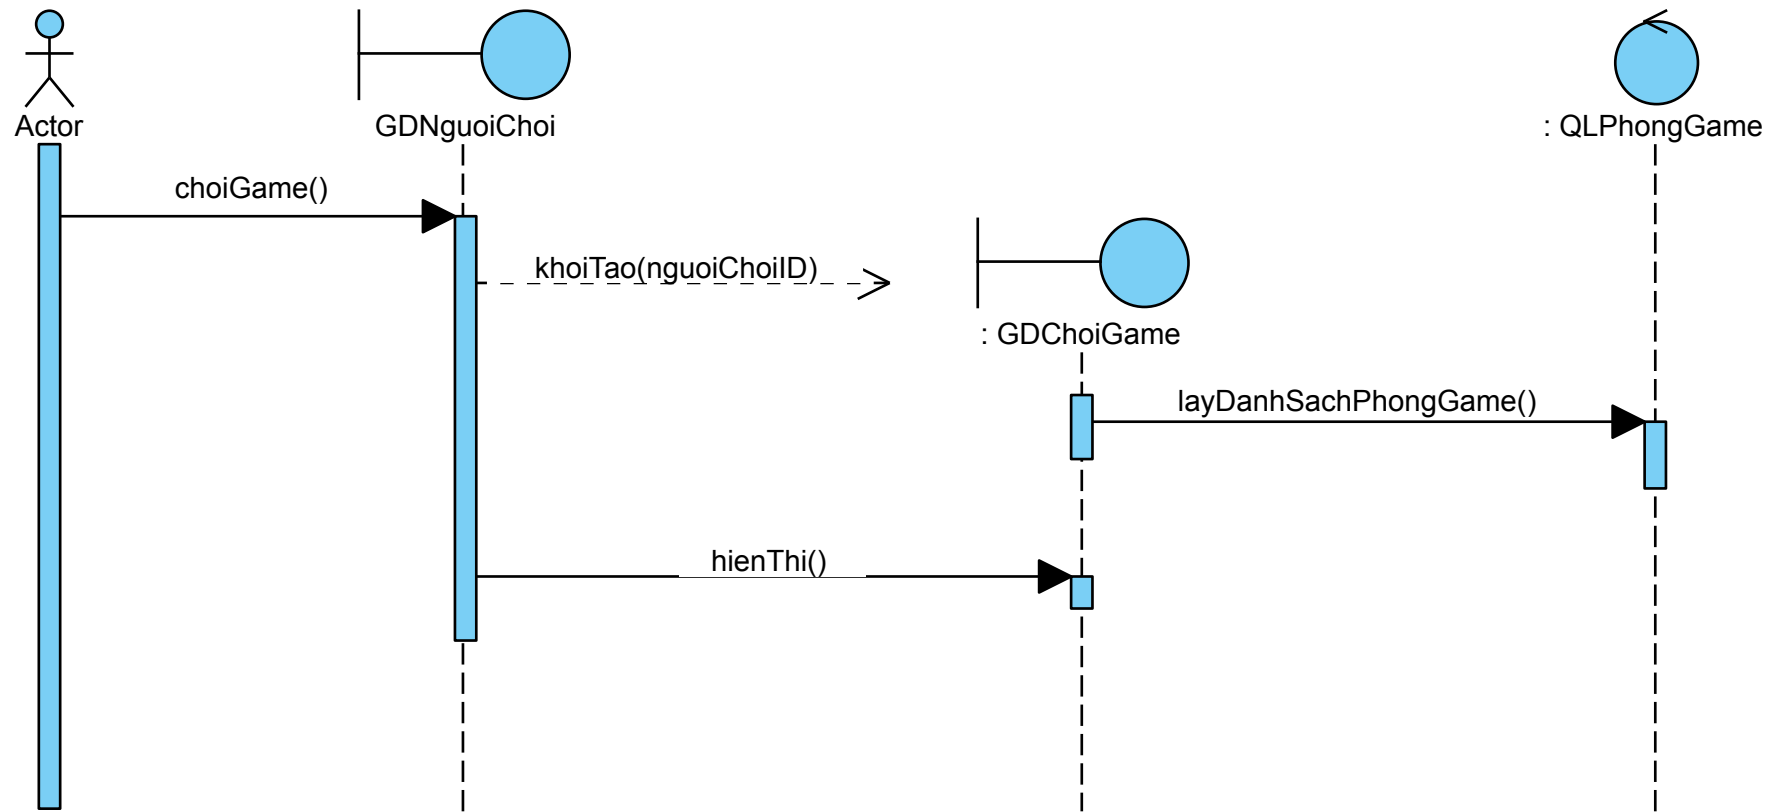 Actor
GDNguoiChoi
: QLPhongGame
choiGame()
khoiTao(nguoiChoiID)
: GDChoiGame
layDanhSachPhongGame()
hienThi()